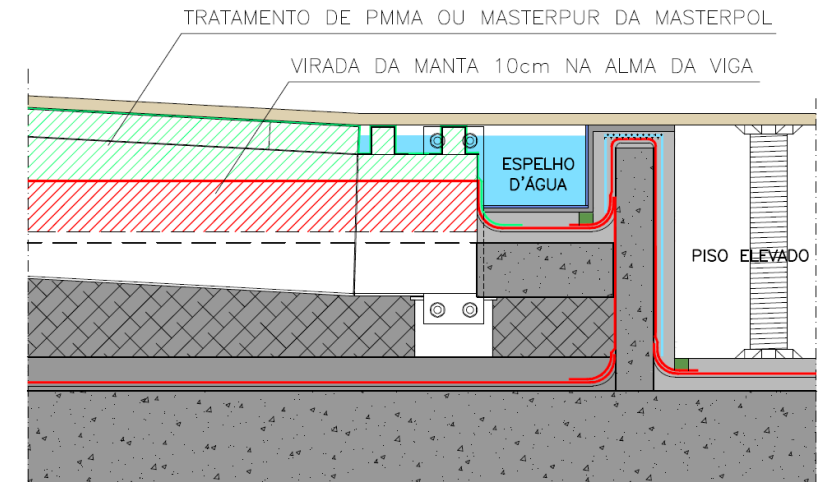 TRATAMENTO DE PMMA OU MASTERPUR DA MASTERPOL
VIRADA DA MANTA 10cm NA ALMA DA VIGA
ESPELHO
D'ÁGUA
PISO ELEVADO